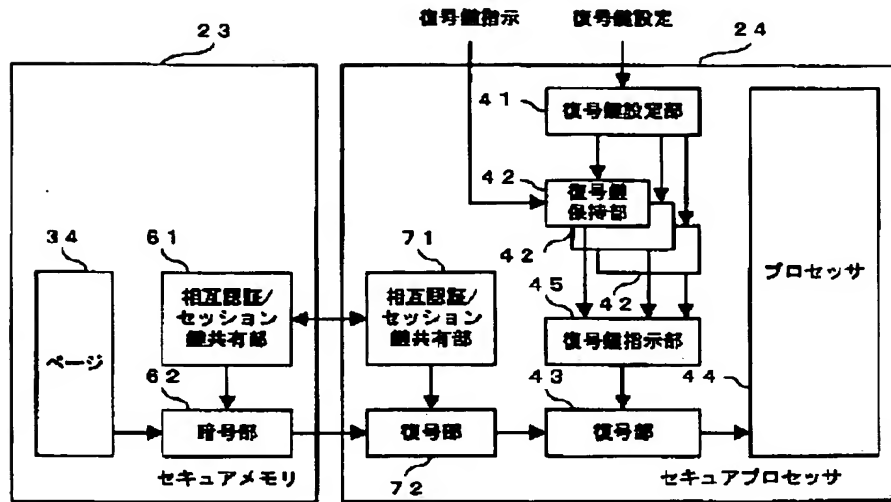 復号鍵指示
復号鍵設定
23
24
41
復号鍵設定部
42
復号鍵
保持部
42
42
34
61
71
45
相互認証/
セッション
鍵共有部
相互認証/
セッション
鍵共有部
復号鍵指示部
プロセッサ
ページ
62
43
44
暗号部
復号部
復号部
セキュアメモリ
72
セキュアプロセッサ